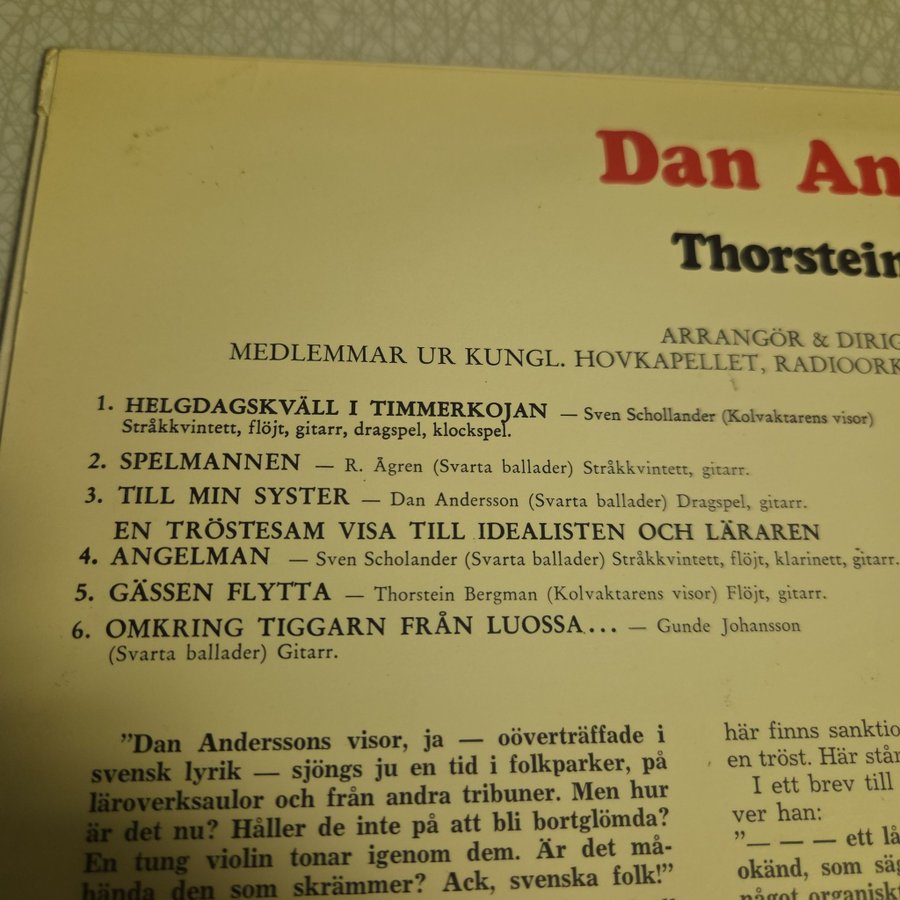 Dan An
Thorstein
ARRANGÖR & DIRIG
MEDLEMMAR UR KUNGL. HOVKAPELLET, RADIOORK
1. HELGDAGSKVÄLL I TIMMERKOJAN — Sven Schollander (Kolvaktarens visor)
Stråkkvintett, flöjt, gitarr, dragspel, klockspel.
2. SPELMANNEN — R. Ågren (Svarta ballader) Stråkkvintett, gitarr.
3. TILL MIN SYSTER — Dan Andersson (Svarta ballader) Dragspel, gitarr.
EN TRÖSTESAM VISA TILL IDEALISTEN OCH LÄRAREN
4. ANGELMAN — Sven Scholander (Svarta ballader) Stråkkvintett, flöjt, klarinett, gitarr.
5. GÄSSEN FLYTTA — Thorstein Bergman (Kolvaktarens visor) Flöjt, gitarr.
6. OMKRING TIGGARN FRÅN LUOSSA... — Gunde Johansson
(Svarta ballader) Gitarr.
"Dan Anderssons visor, ja — oöverträffade i
svensk lyrik — sjöngs ju en tid i folkparker, på
läroverksaulor och från andra tribuner. Men hur
är det nu? Håller de inte på att bli bortglömda?
En tung violin tonar igenom dem. Är det må-
hända den som skrämmer? Ack, svenska folk!"
här finns sanktio
en tröst. Här står
I ett brev till
ver han:
"— — — ett lå
okänd, som säg
något organiskt